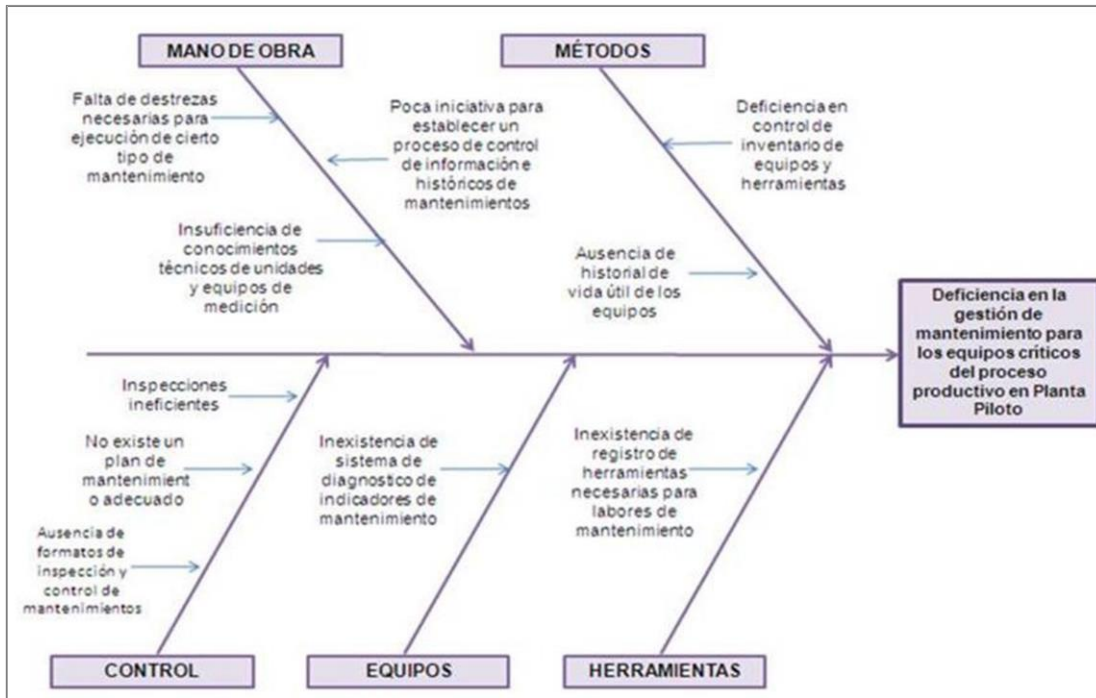 MANO DE OBRA
MÉTODOS
Falta de destrezas
necesarias para
ejecución de cierto
tipo de
mantenimiento
Poca iniciativa para
establecer un
proceso de control
de información e
históricos de
mantenimientos
Deficiencia en
control de
inventario de
equipos y
herramientas
Insuficiencia de
conocimientos
técnicos de unidades
y equipos de
medición
Ausencia de
historial de
vida útil de los
equipos
Deficiencia en la
gestión de
mantenimiento para
los equipos críticos
del proceso
productivo en Planta
Piloto
Inspecciones
ineficientes
No existe un
plan de
mantenimient
o adecuado
Ausencia de
formatos de
inspección y
control de
mantenimientos
Inexistencia de
sistema de
diagnostico de
indicadores de
mantenimiento
Inexistencia de
registro de
herramientas
necesarias para
labores de
mantenimiento
CONTROL
EQUIPOS
HERRAMIENTAS